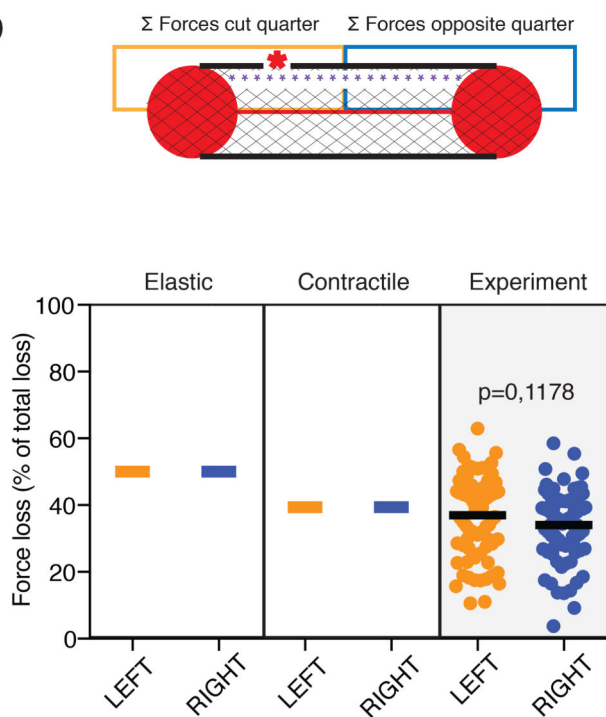 )
Σ Forces cut quarter Σ Forces opposite quarter
*
Elastic Contractile Experiment
Force loss (% of total loss)
100
80
60
40
20
0
p=0,1178
LEFT RIGHT LEFT RIGHT LEFT RIGHT